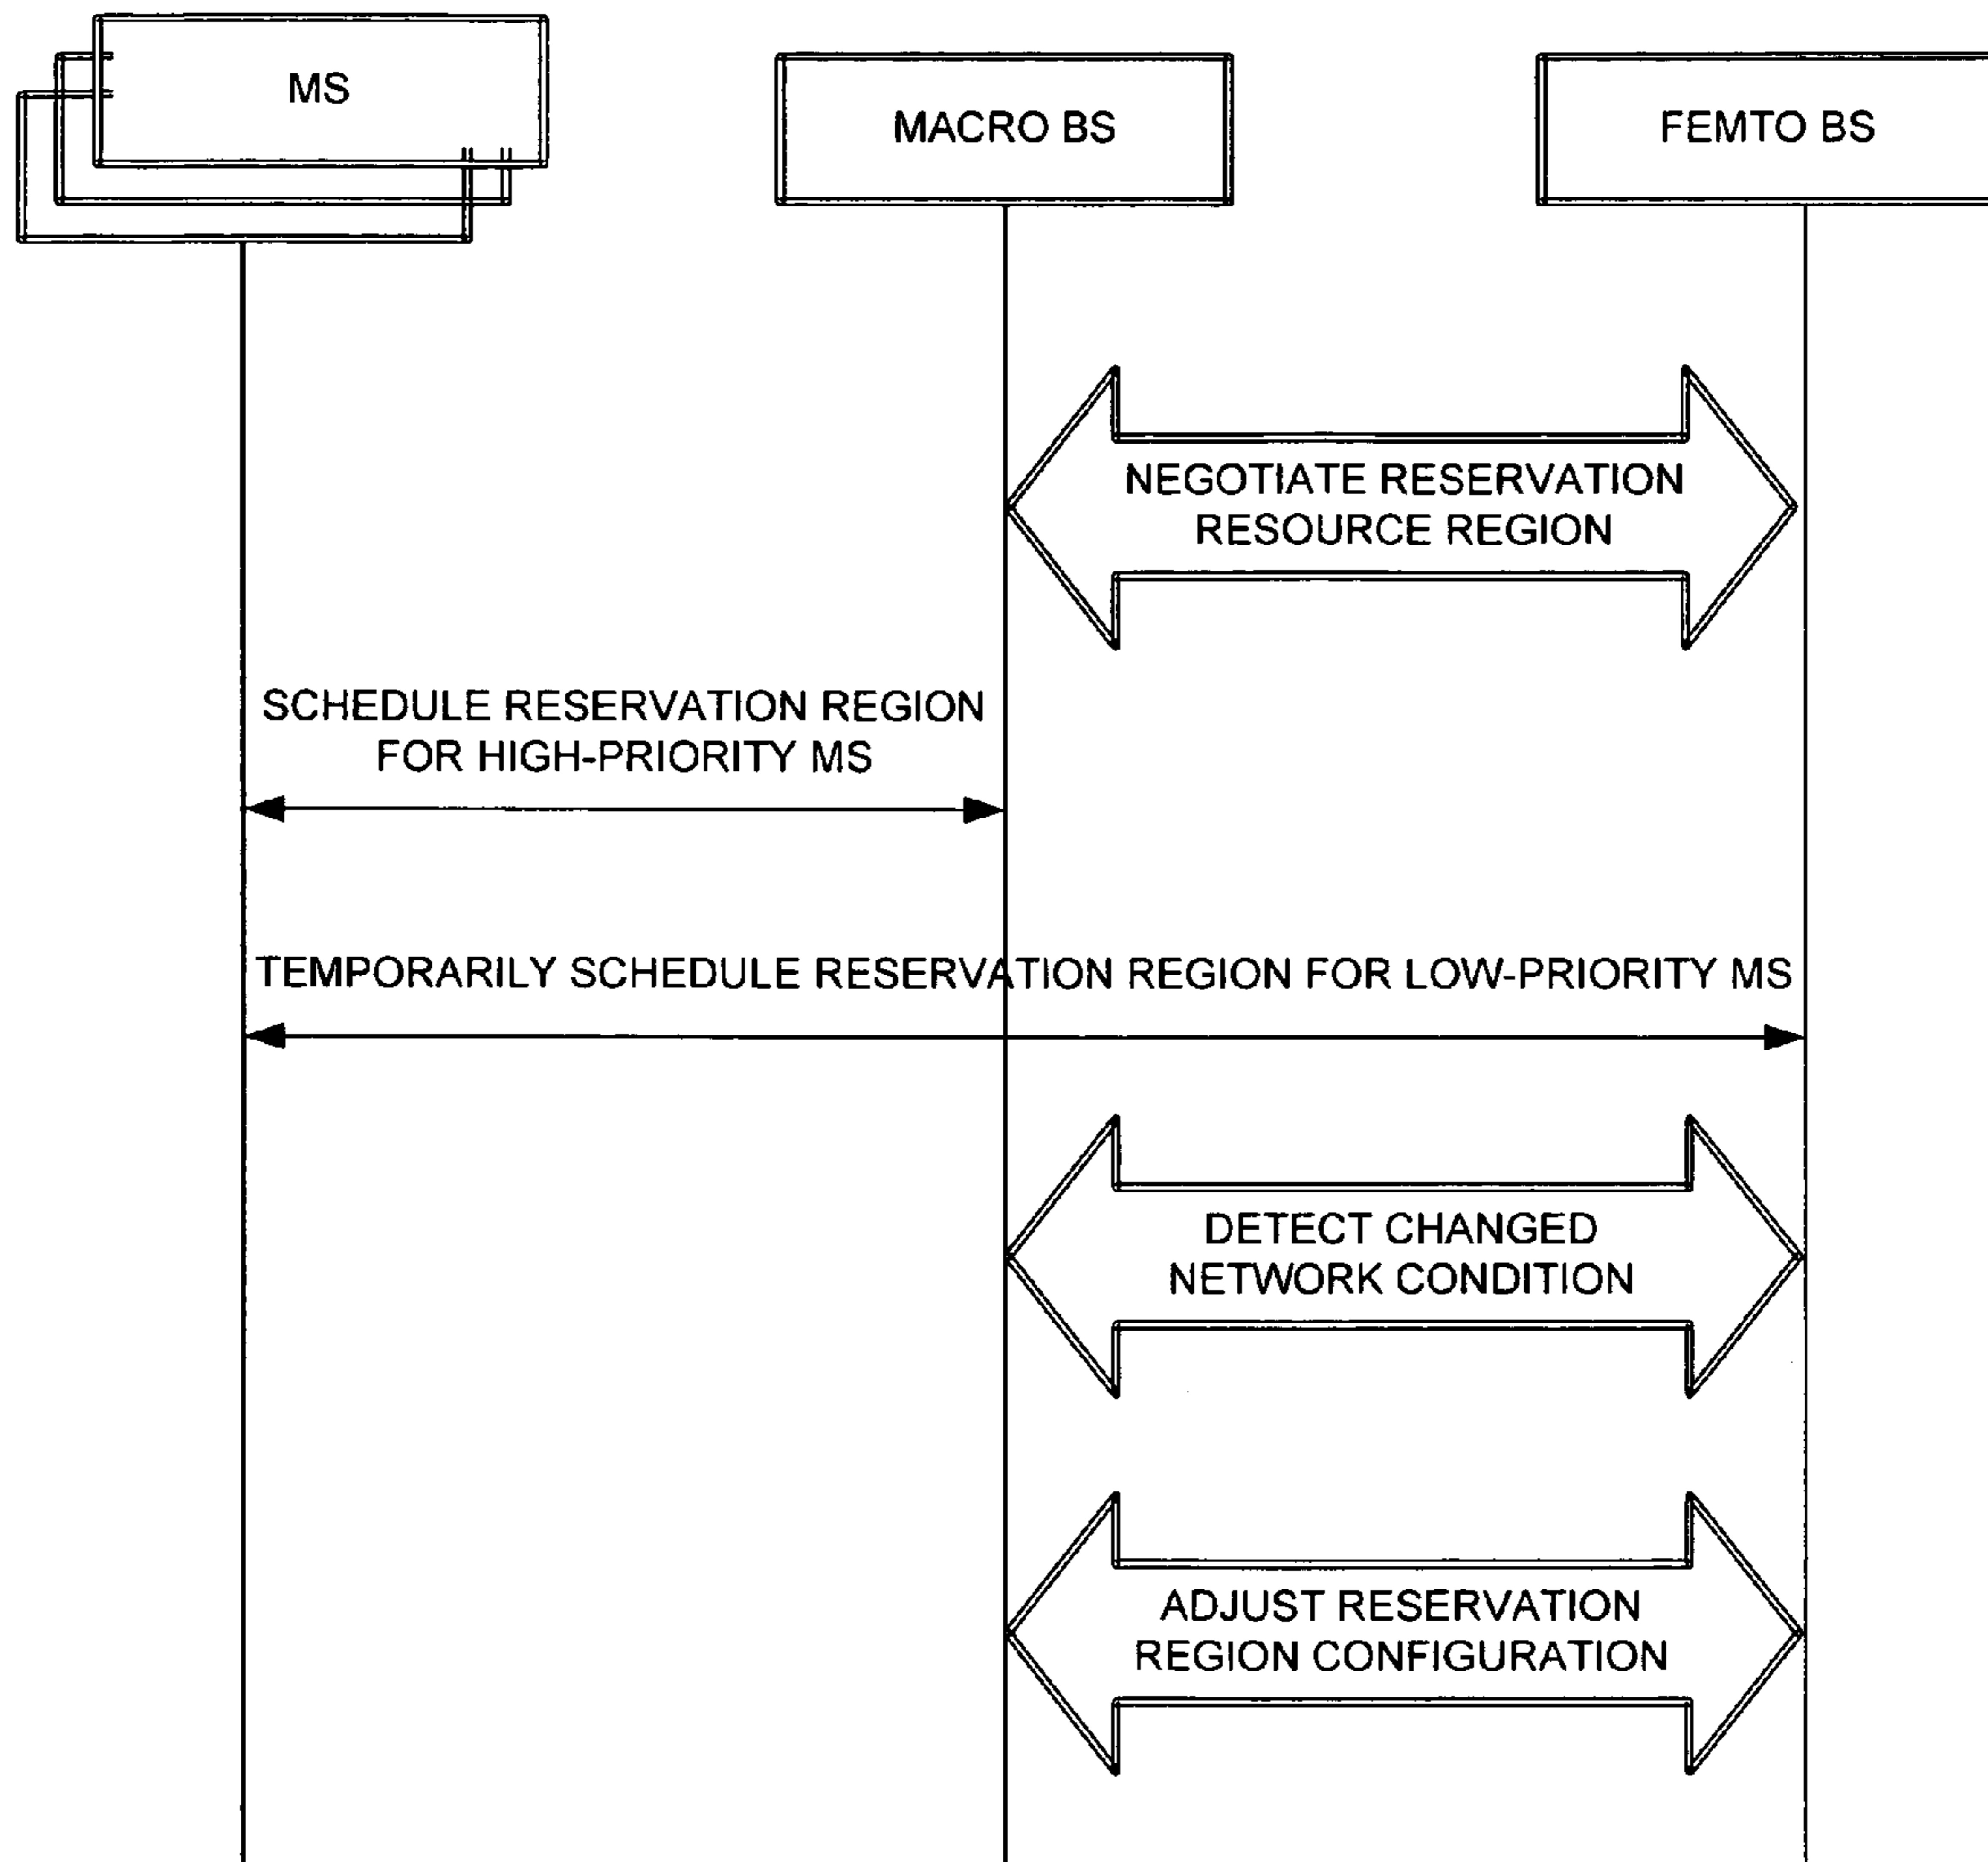 MS
MACRO BS
FEMTO BS
NEGOTIATE RESERVATION
RESOURCE REGION
SCHEDULE RESERVATION REGION
FOR HIGH-PRIORITY MS
TEMPORARILY SCHEDULE RESERVATION REGION FOR LOW-PRIORITY MS
DETECT CHANGED
NETWORK CONDITION
ADJUST RESERVATION
REGION CONFIGURATION